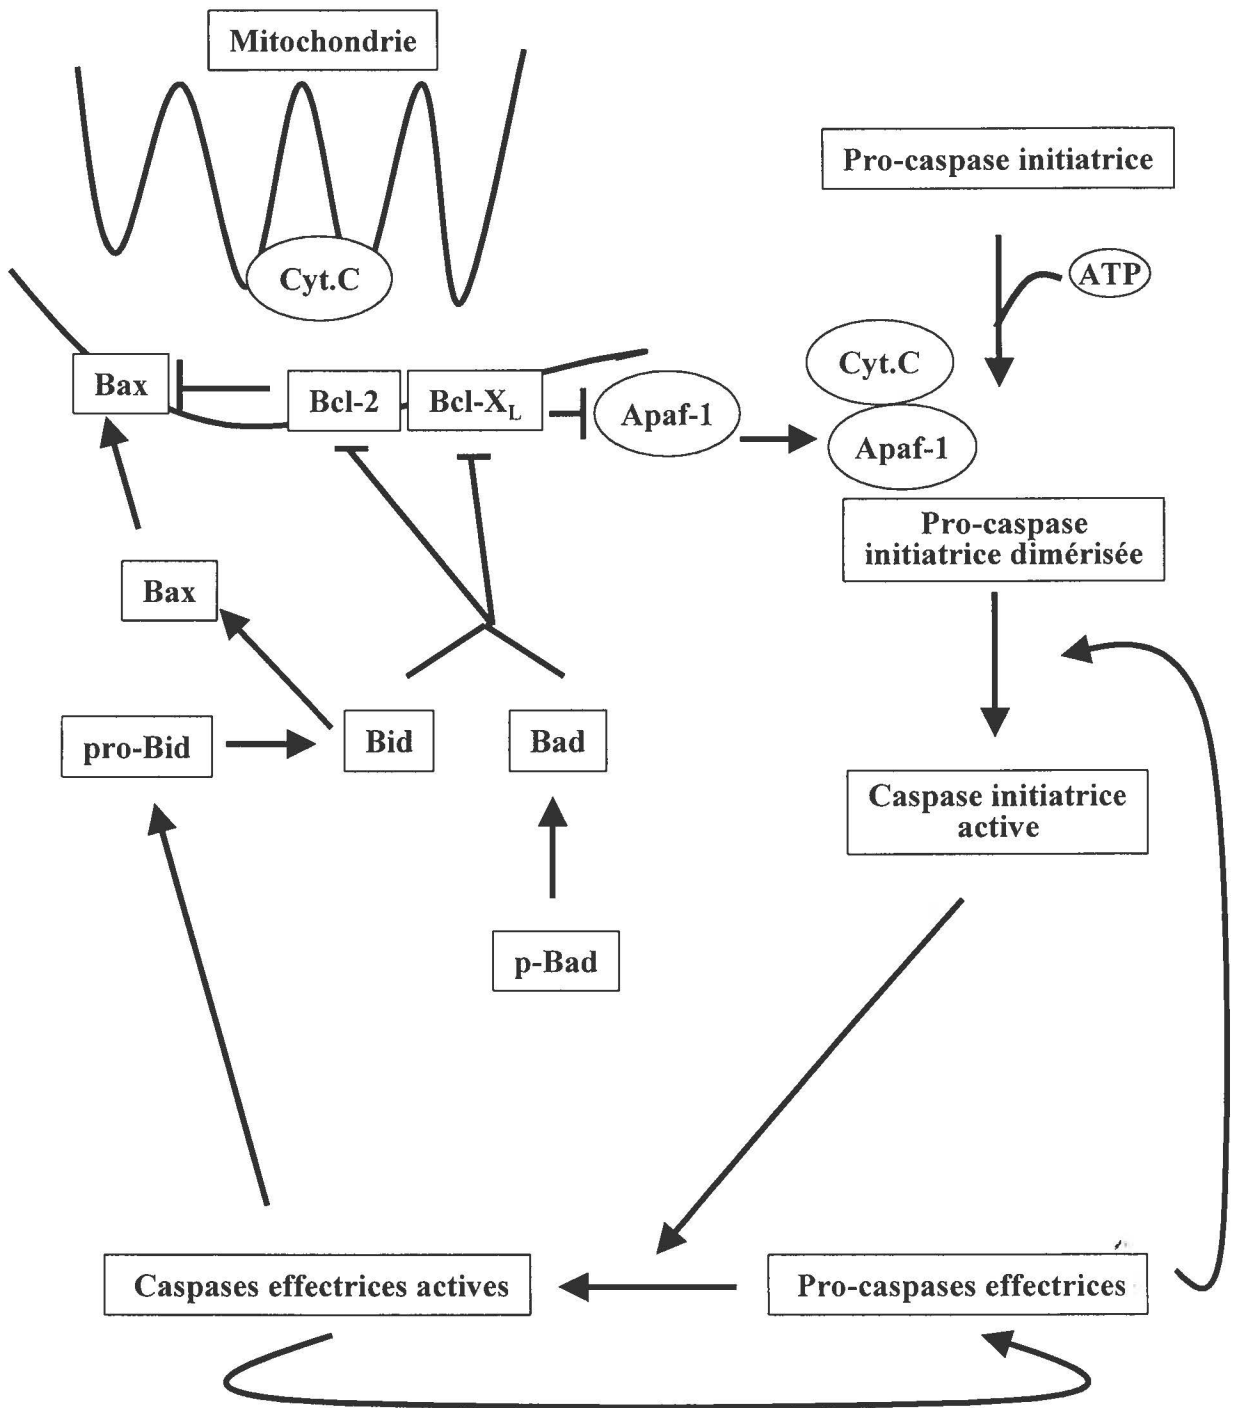 Mitochondrie
Pro-caspase initiatrice
Cyt.C
ATP
Cyt.C
Bax
Bcl-2
Bcl-XL
Apaf-1
Apaf-1
Pro-caspase
initiatrice dimérisée
Bax
pro-Bid
Bid
Bad
Caspase initiatrice
active
p-Bad
Caspases effectrices actives
Pro-caspases effectrices